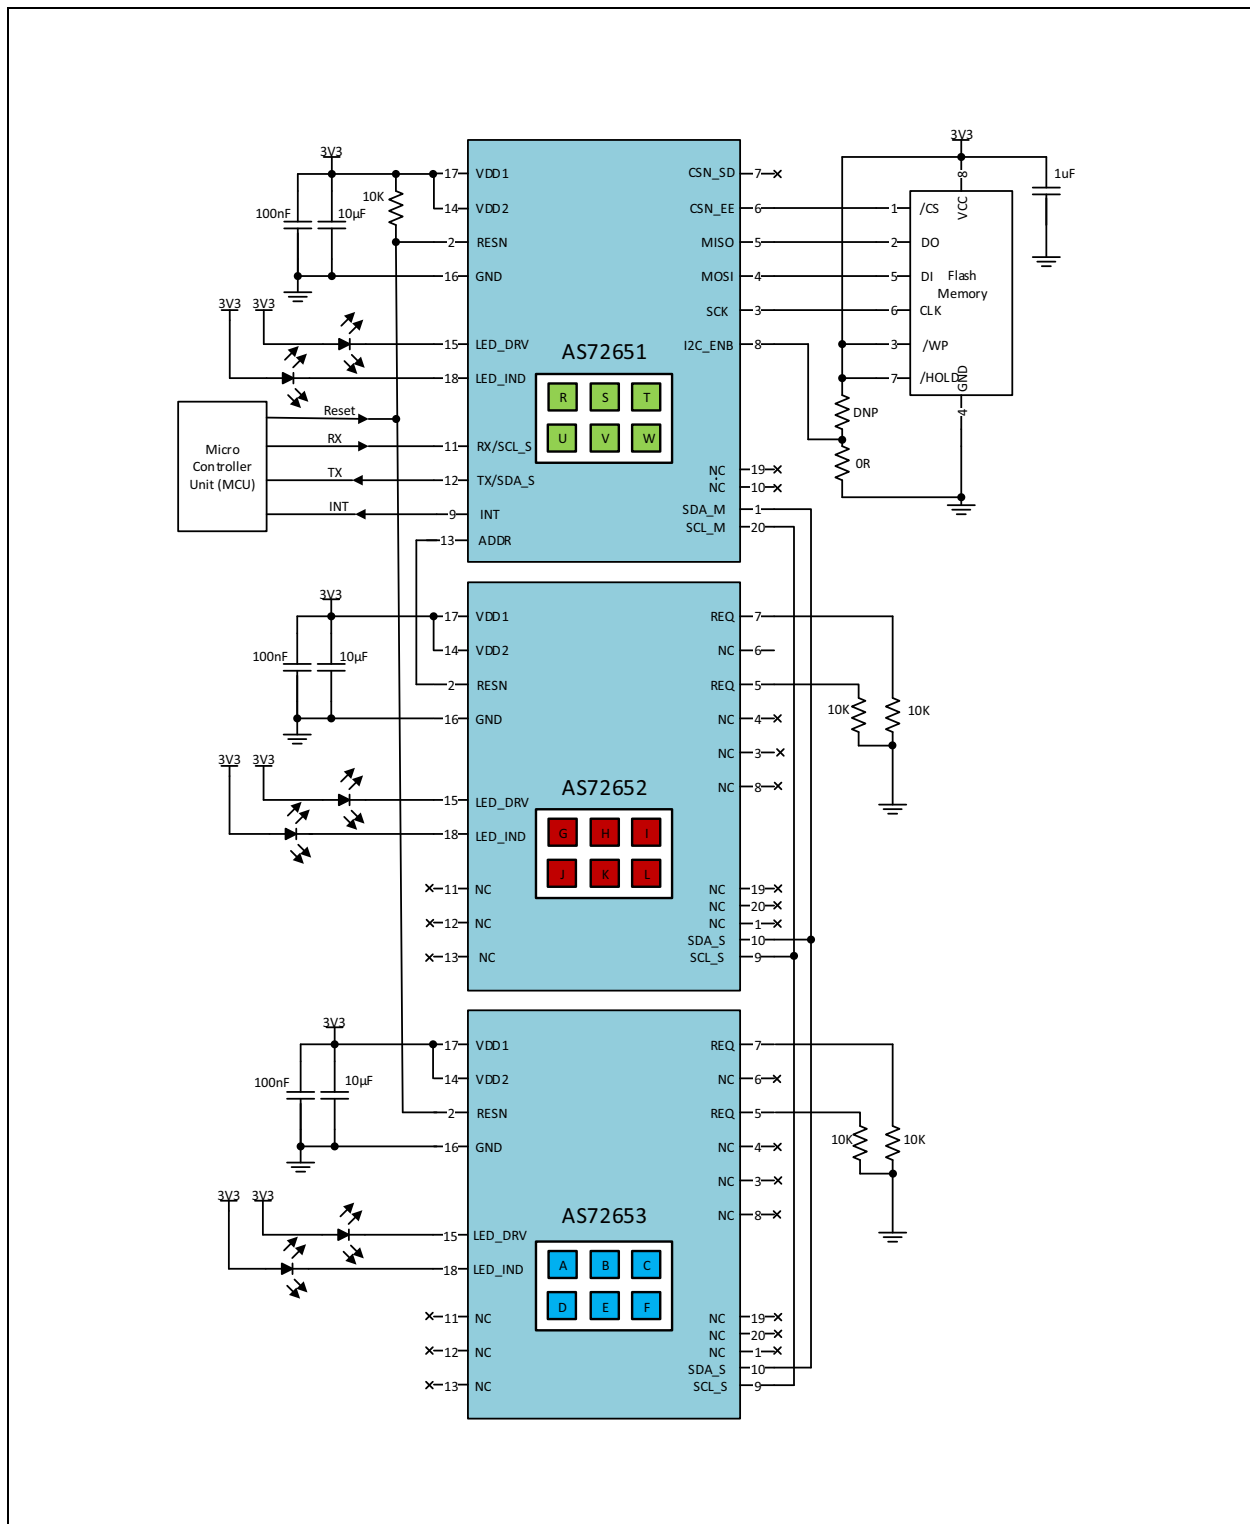 3V3
17 VDD1
10K
100nF 10µF
14 VDD2
2 RESN
16 GND
3V3 3V3
15 LED_DRV
18 LED_IND
AS72651
R S T
U V W
Micro
Controller
Unit (MCU)
Reset
RX
TX
INT
11 RX/SCL_S
12 TX/SDA_S
9 INT
13 ADDR
CSN_SD 7
CSN_EE 6
MISO 5
MOSI 4
SCK 3
I2C_ENB 8
NC 19
NC 10
SDA_M 1
SCL_M 20
3V3
1uF
8
VCC
1 /CS
2 DO
5 DI
Flash
Memory
6 CLK
3 /WP
7 /HOLD
GND
4
DNP
0R
3V3
17 VDD1
100nF 10µF
14 VDD2
2 RESN
16 GND
3V3 3V3
15 LED_DRV
18 LED_IND
AS72652
G H I
J K L
11 NC
12 NC
13 NC
REQ 7
NC 6
REQ 5
NC 4
NC 3
NC 8
10K 10K
NC 19
NC 20
NC 1
SDA_S 10
SCL_S 9
3V3
17 VDD1
100nF 10µF
14 VDD2
2 RESN
16 GND
3V3 3V3
15 LED_DRV
18 LED_IND
AS72653
A B C
D E F
11 NC
12 NC
13 NC
REQ 7
NC 6
REQ 5
NC 4
NC 3
NC 8
10K 10K
NC 19
NC 20
NC 1
SDA_S 10
SCL_S 9